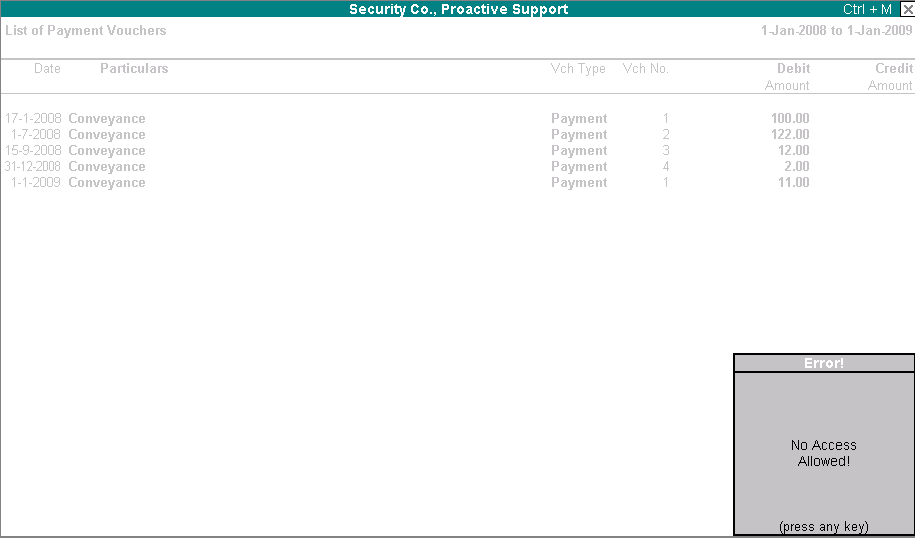 Security Co., Proactive Support Ctrl + M
List of Payment Vouchers 1-Jan-2008 to 1-Jan-2009
Date Particulars Vch Type Vch No. Debit Credit
Amount Amount
17-1-2008 Conveyance Payment 1 100.00
1-7-2008 Conveyance Payment 2 122.00
15-9-2008 Conveyance Payment 3 12.00
31-12-2008 Conveyance Payment 4 2.00
1-1-2009 Conveyance Payment 1 11.00
Error!
No Access
Allowed!
(press any key)